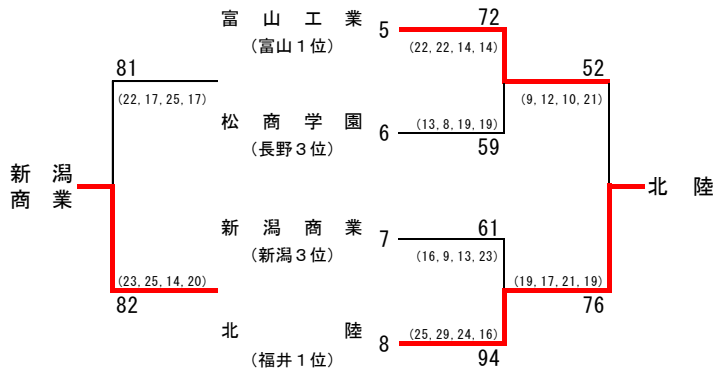 富山工業 5 72
(富山1位) (22, 22, 14, 14)
81 52
(22, 17, 25, 17) (9, 12, 10, 21)
松商学園 6 (13, 8, 19, 19)
(長野3位) 59
新潟
商業
北陸
新潟商業 7 61
(新潟3位) (16, 9, 13, 23)
(23, 25, 14, 20) (19, 17, 21, 19)
82 76
北陸 8 (25, 29, 24, 16)
(福井1位) 94